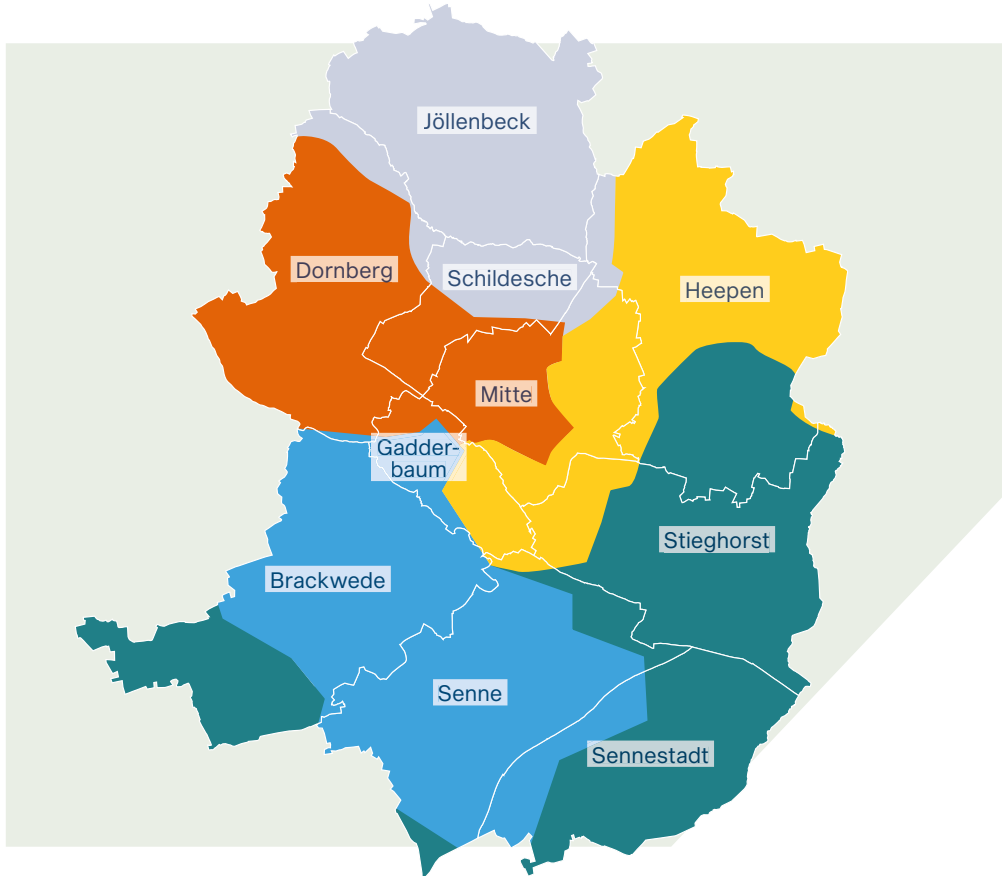 Jöllenbeck
Dornberg
Schildesche
Heepen
Mitte
Gadder-
baum
Stieghorst
Brackwede
Senne
Sennestadt